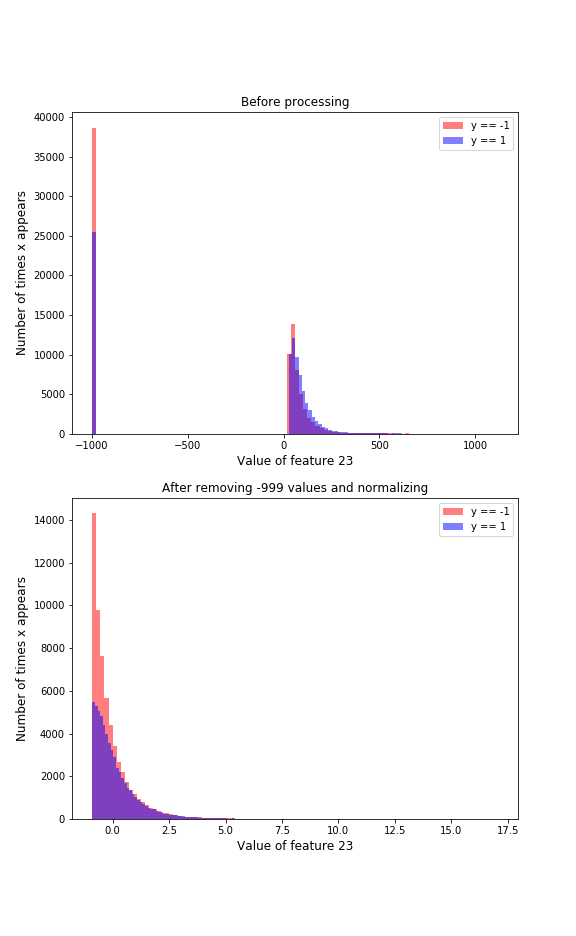 Before processing
40000
35000
30000
25000
20000
15000
10000
5000
0
Number of times x appears
y == -1
y == 1
−1000 −500 0 500 1000
Value of feature 23
After removing -999 values and normalizing
14000
12000
10000
8000
6000
4000
2000
0
Number of times x appears
y == -1
y == 1
0.0 2.5 5.0 7.5 10.0 12.5 15.0 17.5
Value of feature 23